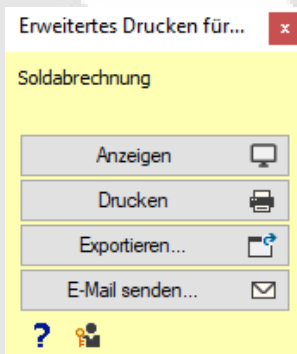 Erweitertes Drucken für...
Soldabrechnung
Anzeigen
Drucken
Exportieren...
E-Mail senden...